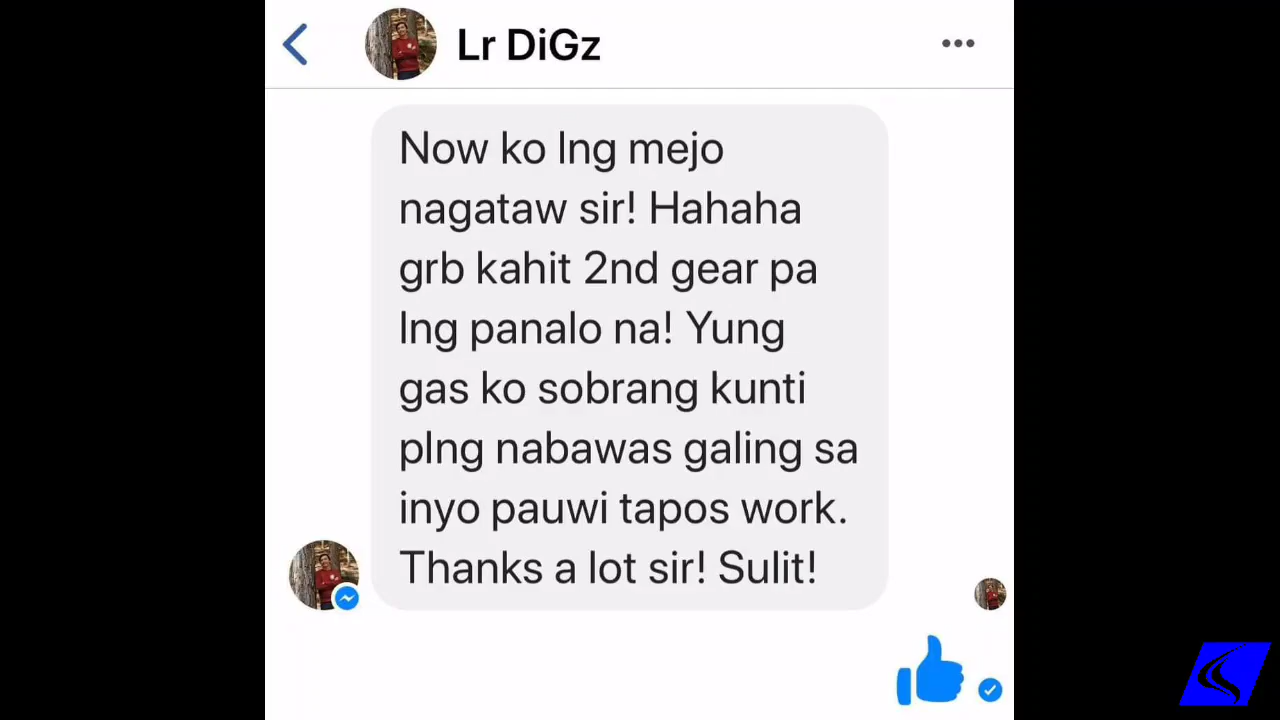 Lr DiGz
Now ko lng mejo
nagataw sir! Hahaha
grb kahit 2nd gear pa
lng panalo na! Yung
gas ko sobrang kunti
plng nabawas galing sa
inyo pauwi tapos work.
Thanks a lot sir! Sulit!